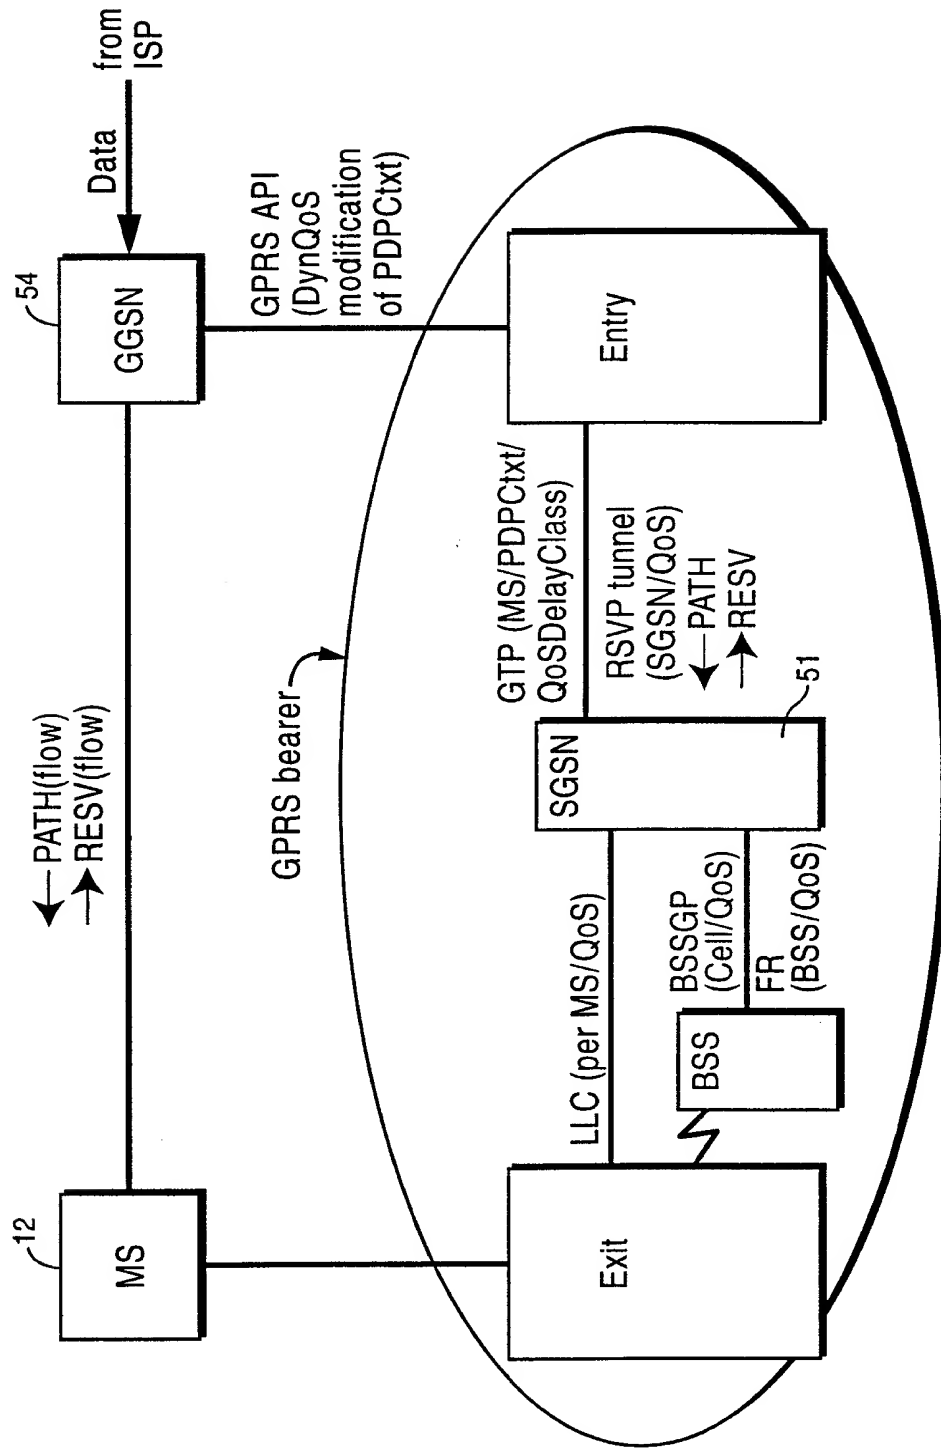 12
MS
PATH(flow)
RESV(flow)
54
GGSN
Data
from
ISP
GPRS bearer
GPRS API
(DynQoS
modification
of PDPCtxt)
Exit
LLC (per MS/QoS)
BSS
BSSGP
(Cell/QoS)
FR
(BSS/QoS)
SGSN
51
GTP (MS/PDPCtxt/
QoSDelayClass)
RSVP tunnel
(SGSN/QoS)
PATH
RESV
Entry